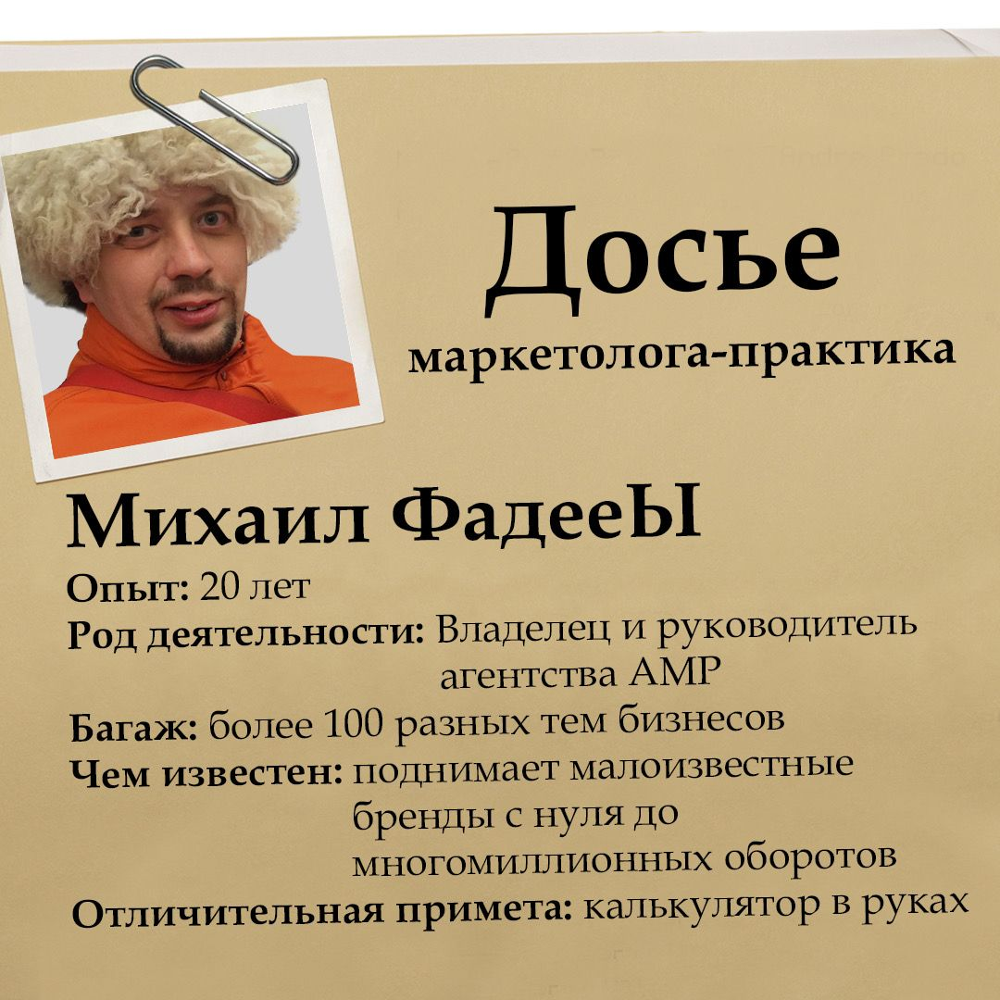 Досье
маркетолога-практика
Михаил ФадееЫ
Опыт: 20 лет
Род деятельности: Владелец и руководитель
агентства АМР
Багаж: более 100 разных тем бизнесов
Чем известен: поднимает малоизвестные
бренды с нуля до
многомиллионных оборотов
Отличительная примета: калькулятор в руках